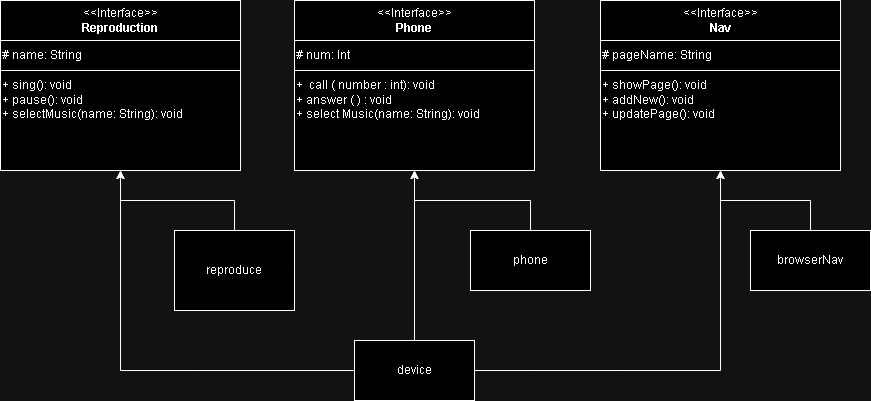 <<Interface>>
Reproduction
# name: String
+ sing(): void
+ pause(): void
+ selectMusic(name: String): void
<<Interface>>
Phone
# num: Int
+  call ( number : int): void
+ answer ( ) : void
+ select Music(name: String): void
<<Interface>>
Nav
# pageName: String
+ showPage(): void
+ addNew(): void
+ updatePage(): void
reproduce
phone
browserNav
device